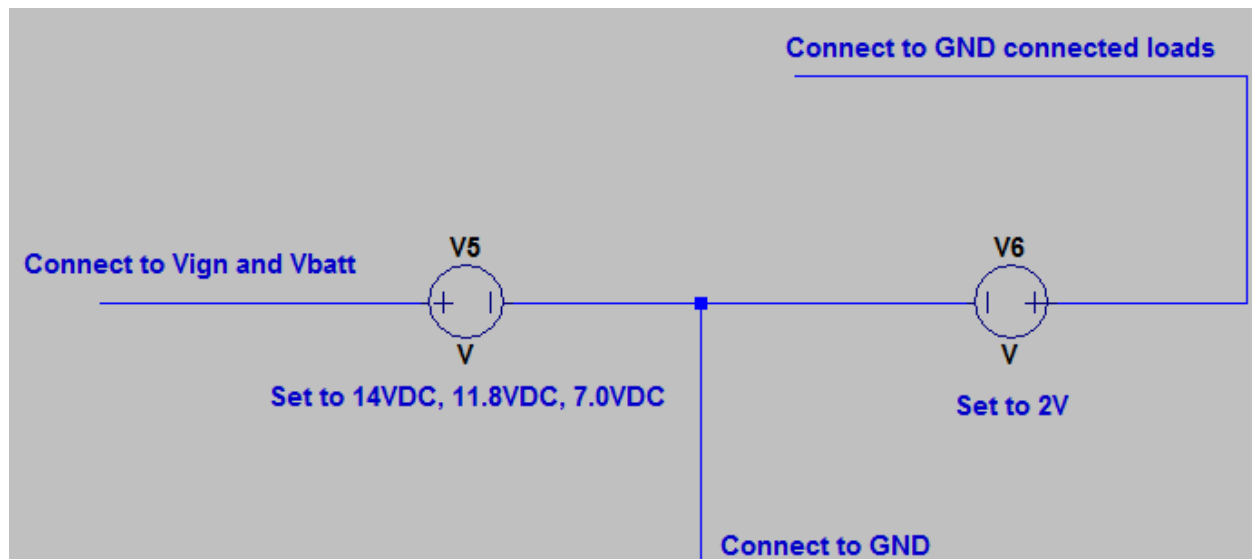 Connect to GND connected loads
Connect to Vign and Vbatt
V5
V6
V
V
Set to 14VDC, 11.8VDC, 7.0VDC
Set to 2V
Connect to GND